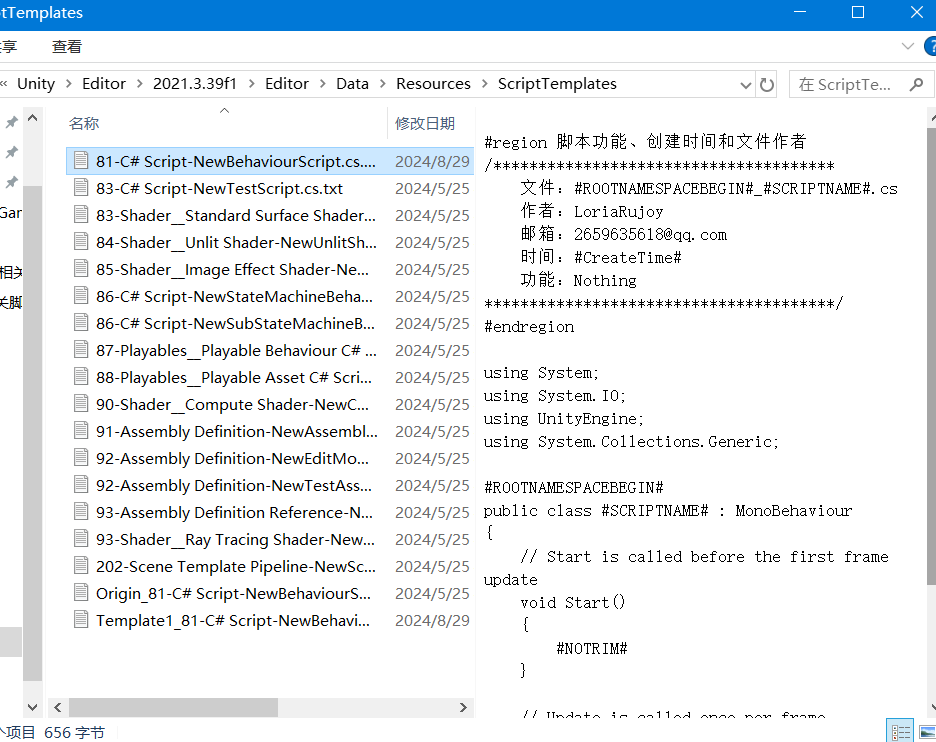 tTemplates
共享
查看
« Unity > Editor > 2021.3.39f1 > Editor > Data > Resources > ScriptTemplates
在 ScriptTe...
名称
修改日期
81-C# Script-NewBehaviourScript.cs.... 2024/8/29
83-C# Script-NewTestScript.cs.txt 2024/5/25
83-Shader__Standard Surface Shader... 2024/5/25
84-Shader__Unlit Shader-NewUnlitSh... 2024/5/25
85-Shader__Image Effect Shader-Ne... 2024/5/25
86-C# Script-NewStateMachineBeha... 2024/5/25
86-C# Script-NewSubStateMachineB... 2024/5/25
87-Playables__Playable Behaviour C# ... 2024/5/25
88-Playables__Playable Asset C# Scri... 2024/5/25
90-Shader__Compute Shader-NewC... 2024/5/25
91-Assembly Definition-NewAssembl... 2024/5/25
92-Assembly Definition-NewEditMo... 2024/5/25
92-Assembly Definition-NewTestAss... 2024/5/25
93-Assembly Definition Reference-N... 2024/5/25
93-Shader__Ray Tracing Shader-New... 2024/5/25
202-Scene Template Pipeline-NewSc... 2024/5/25
Origin_81-C# Script-NewBehaviourS... 2024/5/25
Template1_81-C# Script-NewBehavi... 2024/8/29
Gar
相关
关脚
#region 脚本功能、创建时间和文件作者
/*************************************
文件: #ROOTNAMESPACEBEGIN#_#SCRIPTNAME#.cs
作者: LoriaRujoy
邮箱: 2659635618@qq.com
时间: #CreateTime#
功能: Nothing
**************************************/
#endregion
using System;
using System.IO;
using UnityEngine;
using System.Collections.Generic;
#ROOTNAMESPACEBEGIN#
public class #SCRIPTNAME# : MonoBehaviour
{
// Start is called before the first frame
update
void Start()
{
#NOTRIM#
}
// Update is called once per frame
个项目 656 字节